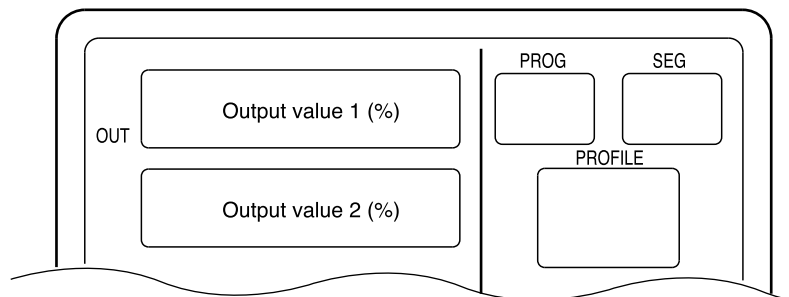 PROG
SEG
Output value 1 (%)
OUT
PROFILE
Output value 2 (%)